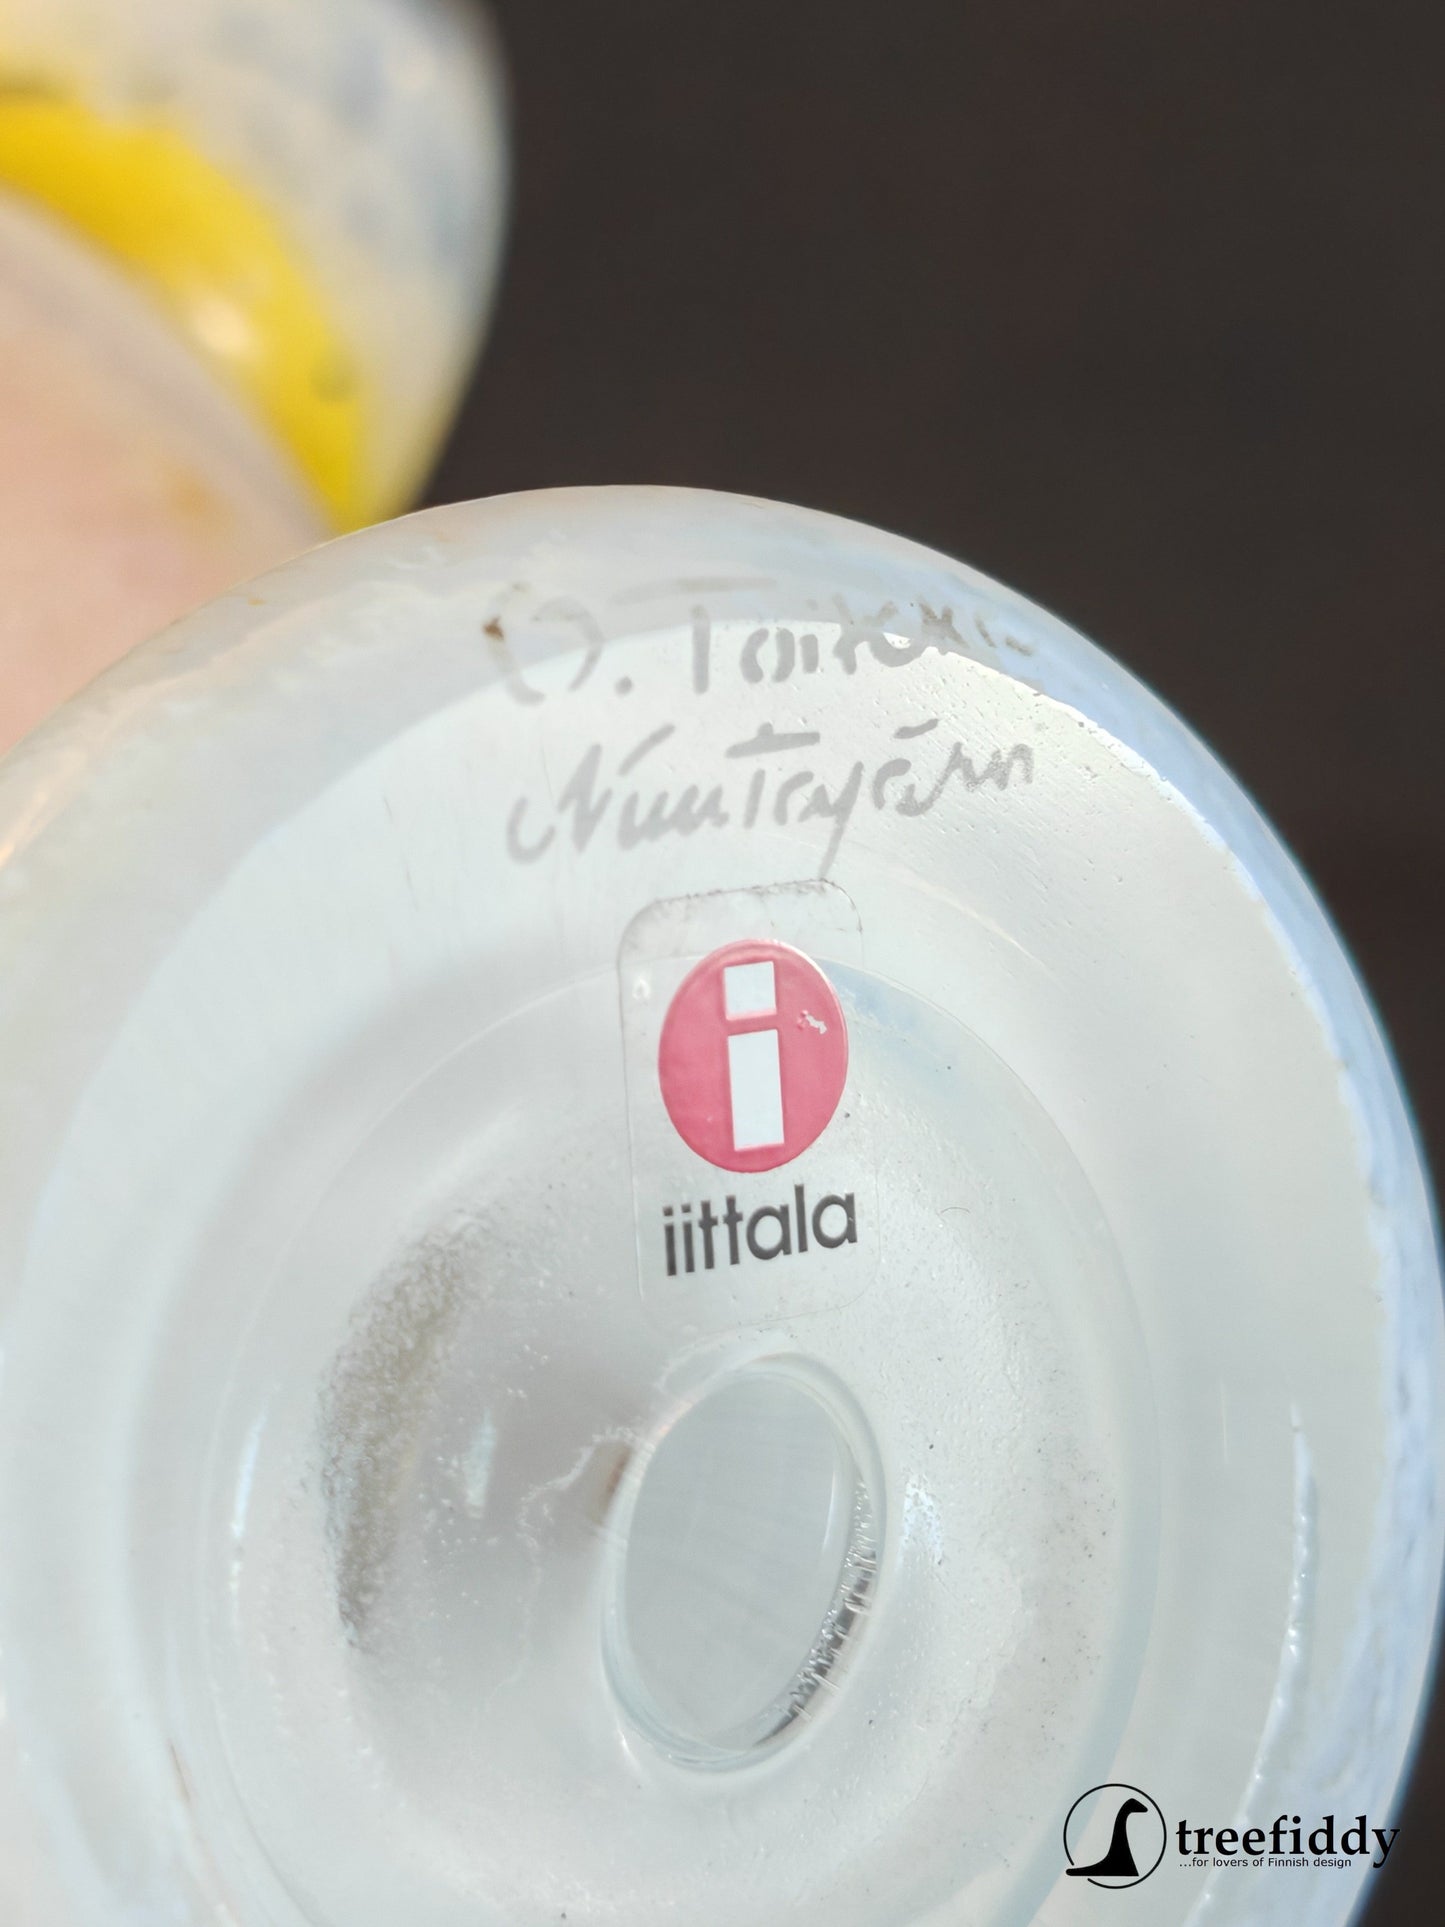 O. Toikka
Nuutajärvi
i
iittala
treefiddy
...for lovers of Finnish design